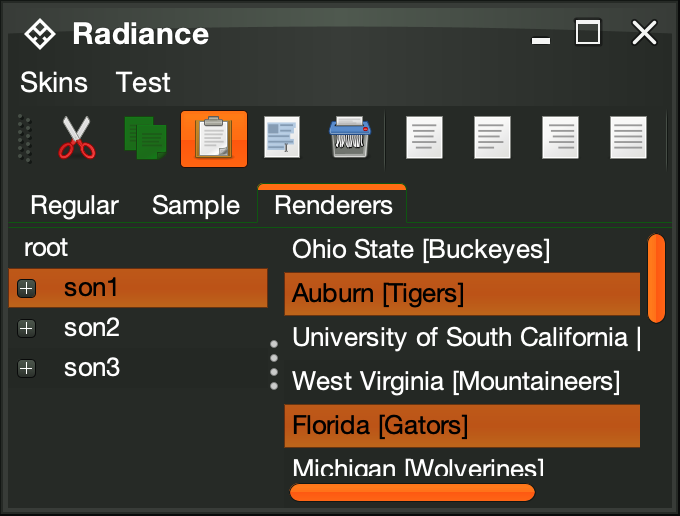 Radiance
Skins Test
Regular Sample Renderers
root
son1
son2
son3
Ohio State [Buckeyes]
Auburn [Tigers]
University of South California [
West Virginia [Mountaineers]
Florida [Gators]
Michigan [Wolverines]